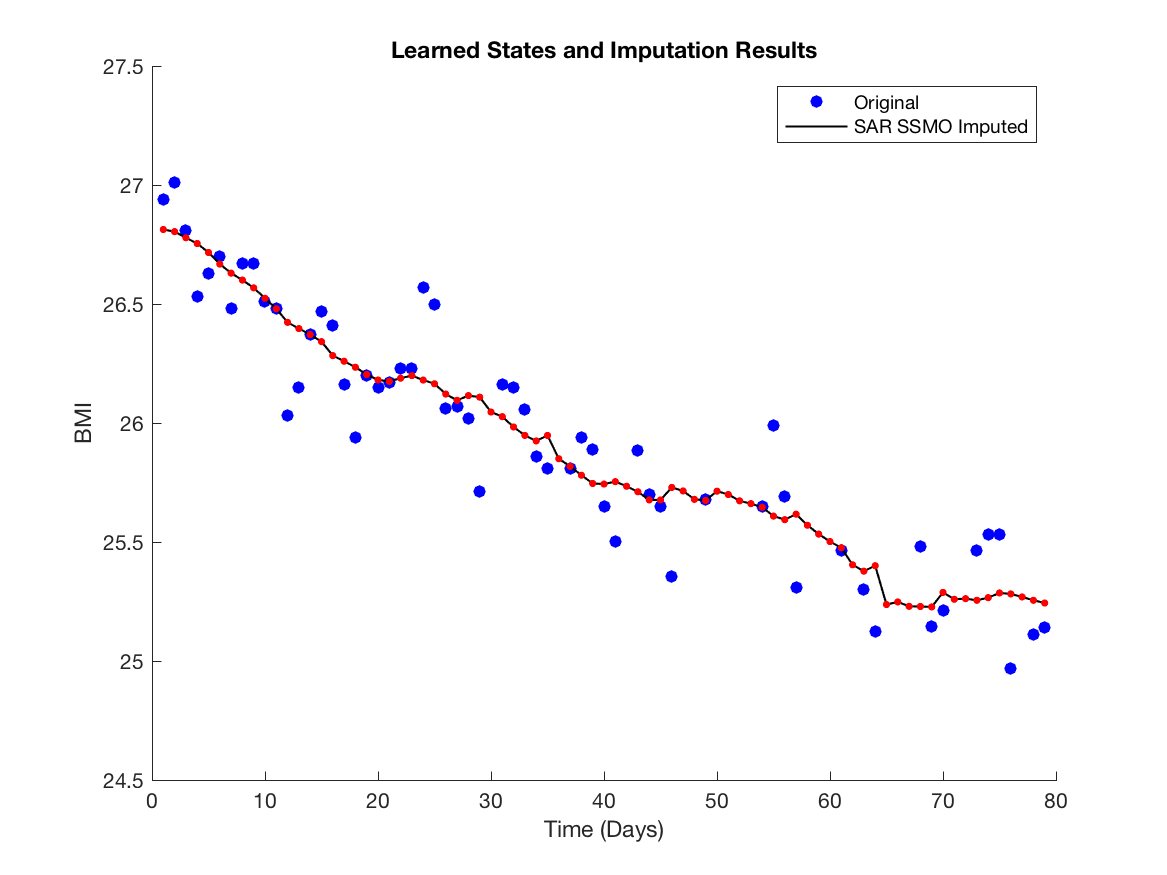 Learned States and Imputation Results
27.5
27
26.5
26
25.5
25
24.5
BMI
Original
SAR SSMO Imputed
0 10 20 30 40 50 60 70 80
Time (Days)